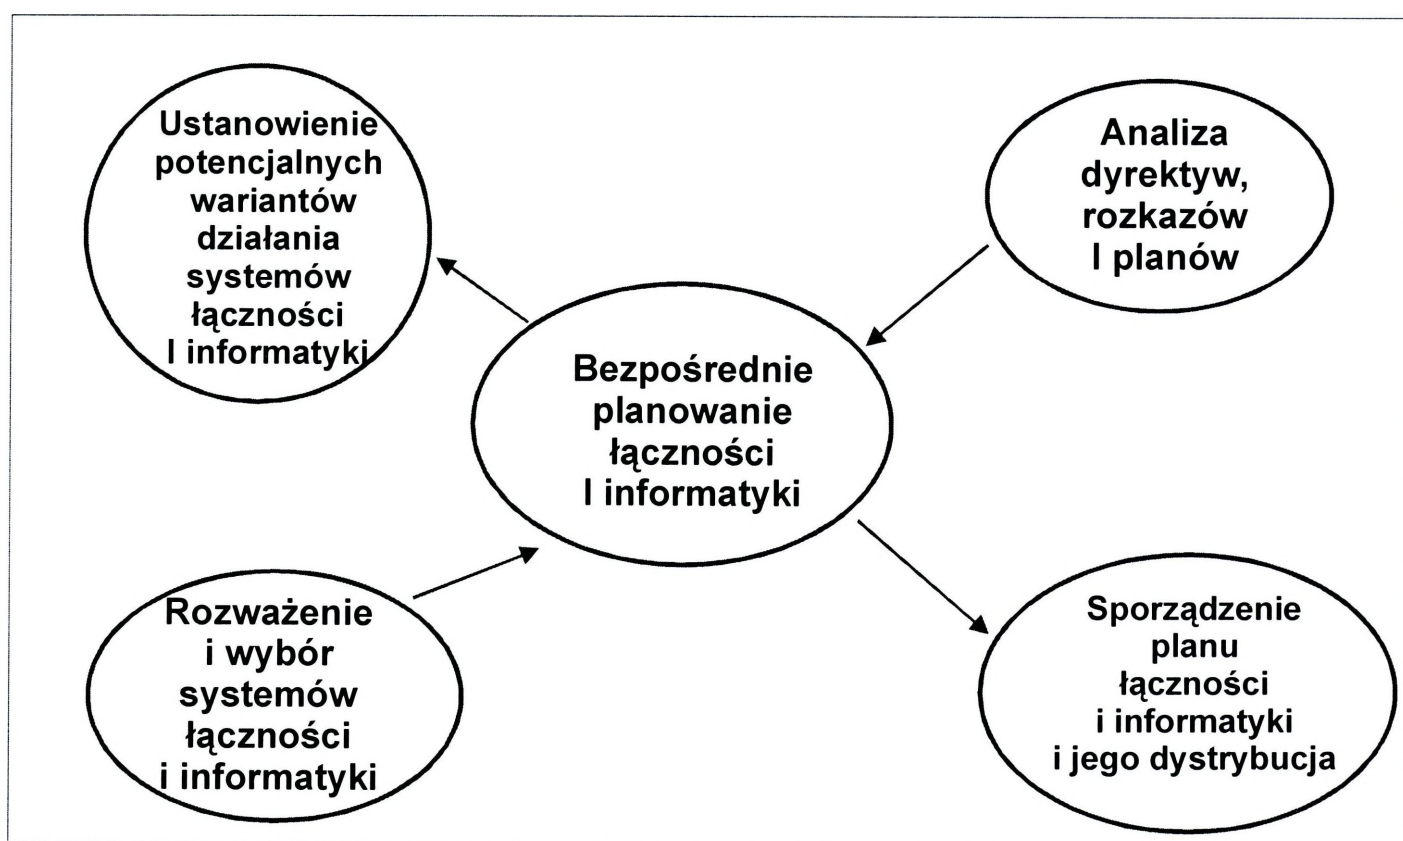 Ustanowienie
potencjalnych
wariantów
działania
systemów
łączności
I informatyki
Analiza
dyrektyw,
rozkazów
I planów
Bezpośrednie
planowanie
łączności
I informatyki
Rozważenie
i wybór
systemów
łączności
i informatyki
Sporządzenie
planu
łączności
i informatyki
i jego dystrybucja